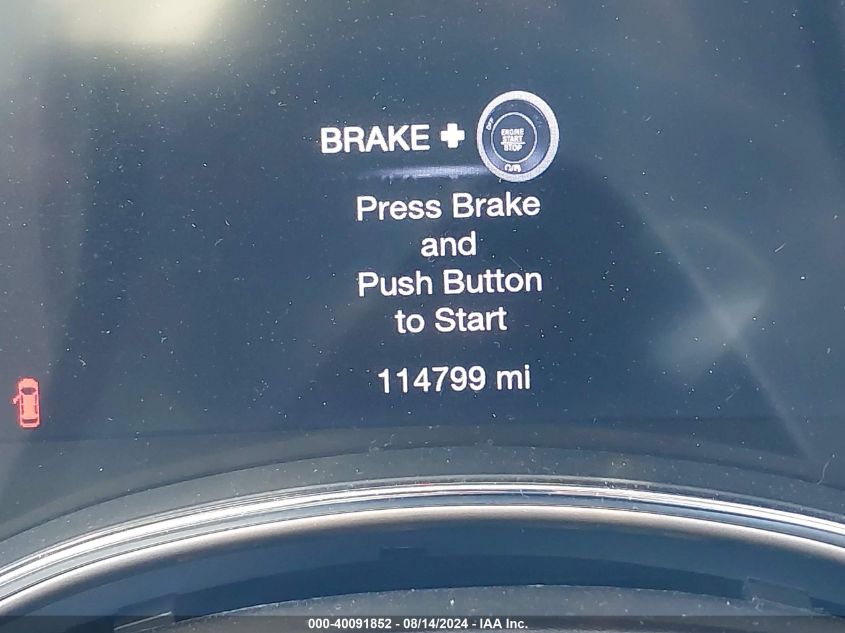 BRAKE + OFF ENGINE START STOP
Press Brake
and
Push Button
to Start
114799 mi
000-40091852 - 08/14/2024 - IAA Inc.